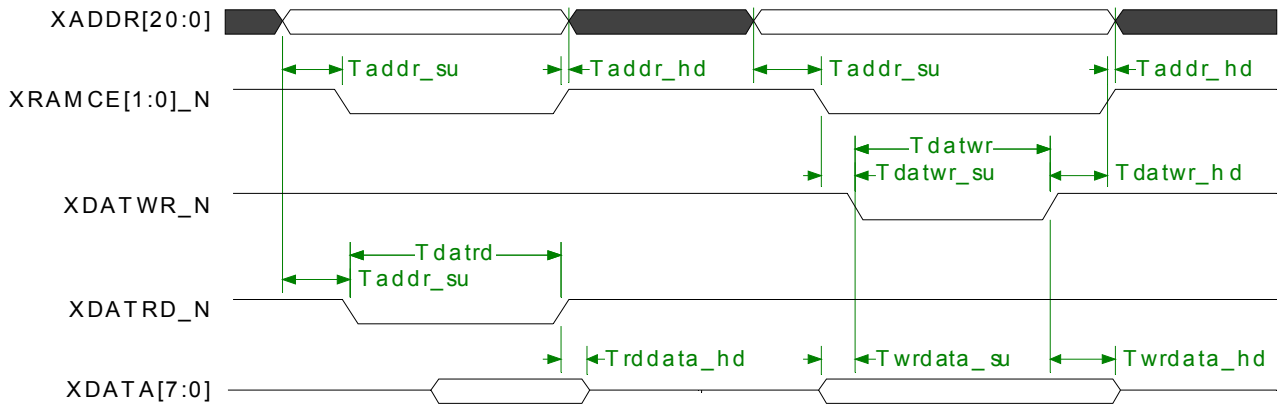 XADDR[20:0]
Taddr_su Taddr_hd Taddr_su Taddr_hd
XRAMCE[1:0]_N
Tdatwr
Tdatwr_su Tdatwr_hd
XDATWR_N
Tdatrd
Taddr_su
XDATRD_N
Trddata_hd Twrdata_su Twrdata_hd
XDATA[7:0]